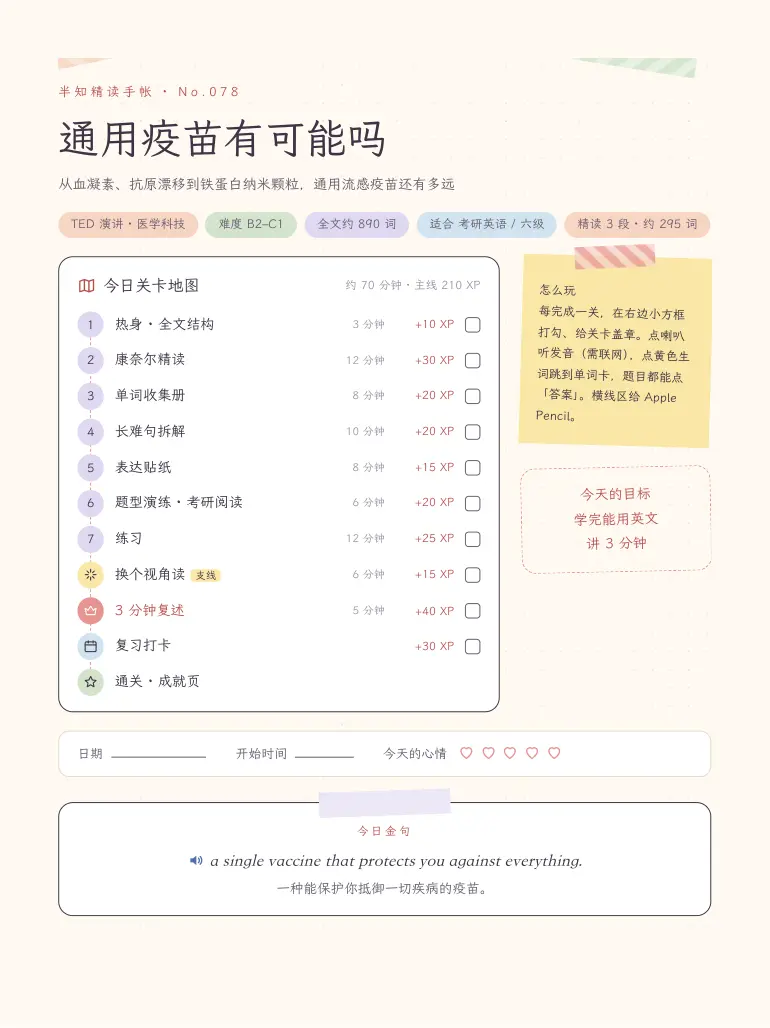 半知精读手帐 · No.078
通用疫苗有可能吗
从血凝素、抗原漂移到铁蛋白纳米颗粒，通用流感疫苗还有多远
TED 演讲·医学科技 难度 B2–C1 全文约 890 词 适合 考研英语 / 六级 精读 3 段·约 295 词
今日关卡地图 约 70 分钟·主线 210 XP
1 热身·全文结构 3 分钟 +10 XP
2 康奈尔精读 12 分钟 +30 XP
3 单词收集册 8 分钟 +20 XP
4 长难句拆解 10 分钟 +20 XP
5 表达贴纸 8 分钟 +15 XP
6 题型演练·考研阅读 6 分钟 +20 XP
7 练习 12 分钟 +25 XP
换个视角读 支线 6 分钟 +15 XP
3 分钟复述 5 分钟 +40 XP
复习打卡 +30 XP
通关·成就页
怎么玩
每完成一关，在右边小方框
打勾、给关卡盖章。点喇叭
听发音（需联网），点黄色生
词跳到单词卡，题目都能点
「答案」。横线区给 Apple
Pencil。
今天的目标
学完能用英文
讲 3 分钟
日期 开始时间 今天的心情
今日金句
a single vaccine that protects you against everything.
一种能保护你抵御一切疾病的疫苗。